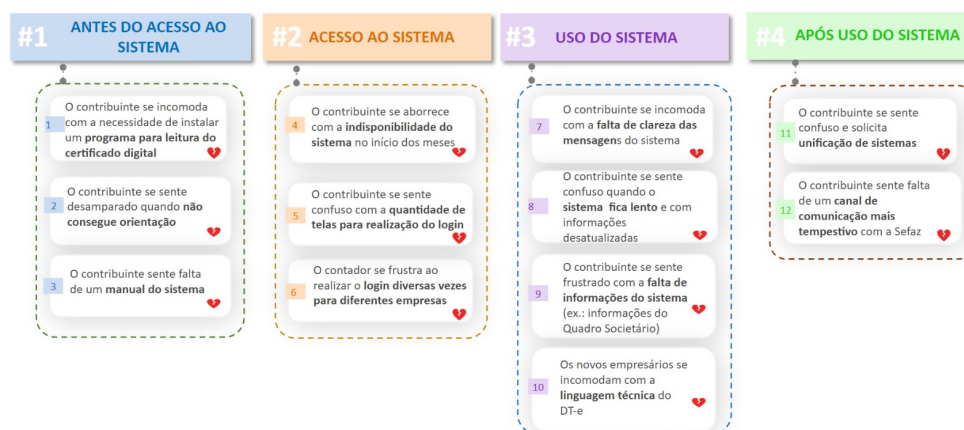 #1
ANTES DO ACESSO AO
SISTEMA
1
O contribuinte se incomoda
com a necessidade de instalar
um programa para leitura do
certificado digital
2
O contribuinte se sente
desamparado quando não
consegue orientação
3
O contribuinte sente falta
de um manual do sistema
#2
ACESSO AO SISTEMA
4
O contribuinte se aborrece
com a indisponibilidade do
sistema no início dos meses
5
O contribuinte se sente
confuso com a quantidade de
telas para realização do login
6
O contador se frustra ao
realizar o login diversas vezes
para diferentes empresas
#3
USO DO SISTEMA
7
O contribuinte se incomoda
com a falta de clareza das
mensagens do sistema
8
O contribuinte se sente
confuso quando o
sistema fica lento e com
informações
desatualizadas
9
O contribuinte se sente
frustrado com a falta de
informações do sistema
(ex.: informações do
Quadro Societário)
10
Os novos empresários se
incomodam com a
linguagem técnica do
DT-e
#4
APÓS USO DO SISTEMA
11
O contribuinte se sente
confuso e solicita
unificação de sistemas
12
O contribuinte sente falta
de um canal de
comunicação mais
tempestivo com a Sefaz